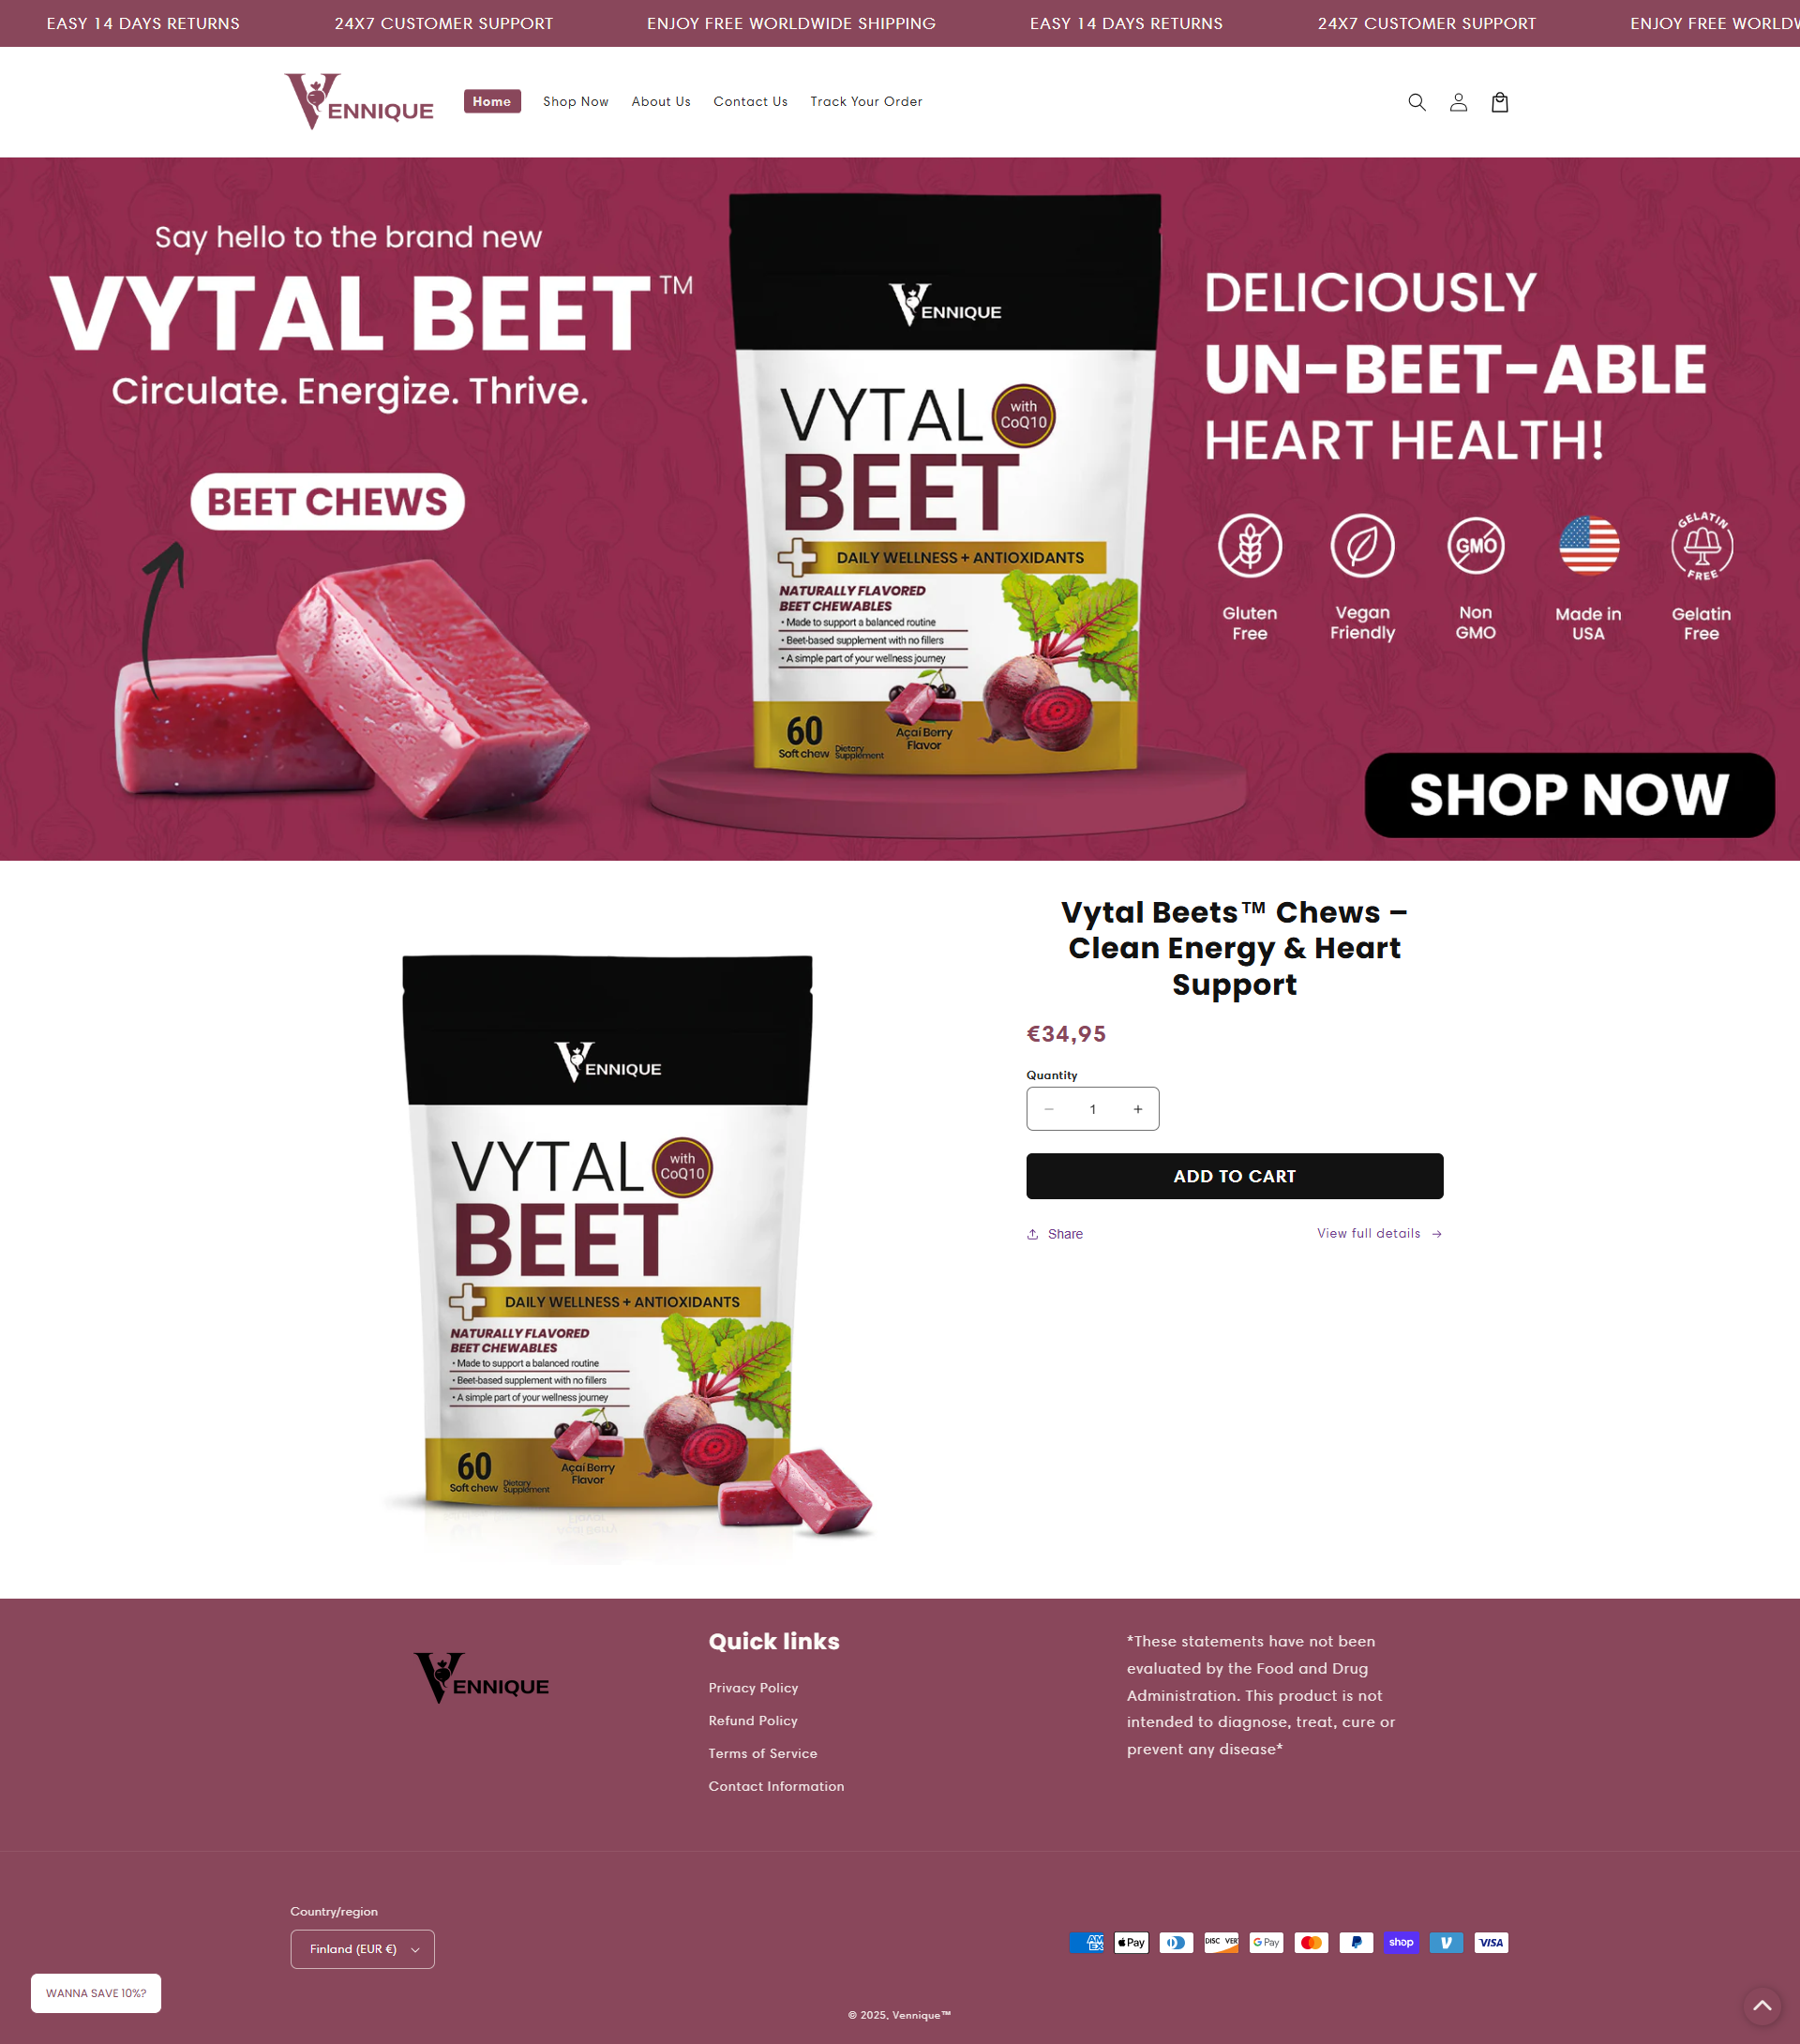 EASY 14 DAYS RETURNS 24X7 CUSTOMER SUPPORT ENJOY FREE WORLDWIDE SHIPPING EASY 14 DAYS RETURNS 24X7 CUSTOMER SUPPORT ENJOY FREE WORLDW
VENNIQUE
Home Shop Now About Us Contact Us Track Your Order
Say hello to the brand new
VYTAL BEET™
Circulate. Energize. Thrive.
BEET CHEWS
VENNIQUE
VYTAL
with
CoQ10
BEET
DAILY WELLNESS + ANTIOXIDANTS
NATURALLY FLAVORED
BEET CHEWABLES
• Made to support a balanced routine
• Beet-based supplement with no fillers
• A simple part of your wellness journey
60
Soft chew
Dietary
Supplement
Açaí Berry
Flavor
DELICIOUSLY
UN-BEET-ABLE
HEART HEALTH!
GMO
GELATIN
FREE
Gluten
Free
Vegan
Friendly
Non
GMO
Made in
USA
Gelatin
Free
SHOP NOW
VENNIQUE
VYTAL
with
CoQ10
BEET
DAILY WELLNESS + ANTIOXIDANTS
NATURALLY FLAVORED
BEET CHEWABLES
• Made to support a balanced routine
• Beet-based supplement with no fillers
• A simple part of your wellness journey
60
Soft chew
Dietary
Supplement
Açaí Berry
Flavor
Vytal Beets™ Chews –
Clean Energy & Heart
Support
€34,95
Quantity
1
ADD TO CART
Share
View full details
VENNIQUE
Quick links
Privacy Policy
Refund Policy
Terms of Service
Contact Information
*These statements have not been
evaluated by the Food and Drug
Administration. This product is not
intended to diagnose, treat, cure or
prevent any disease*
Country/region
Finland (EUR €)
AMEX
Pay
DISCOVER
G Pay
shop
VISA
WANNA SAVE 10%?
© 2025, Vennique™